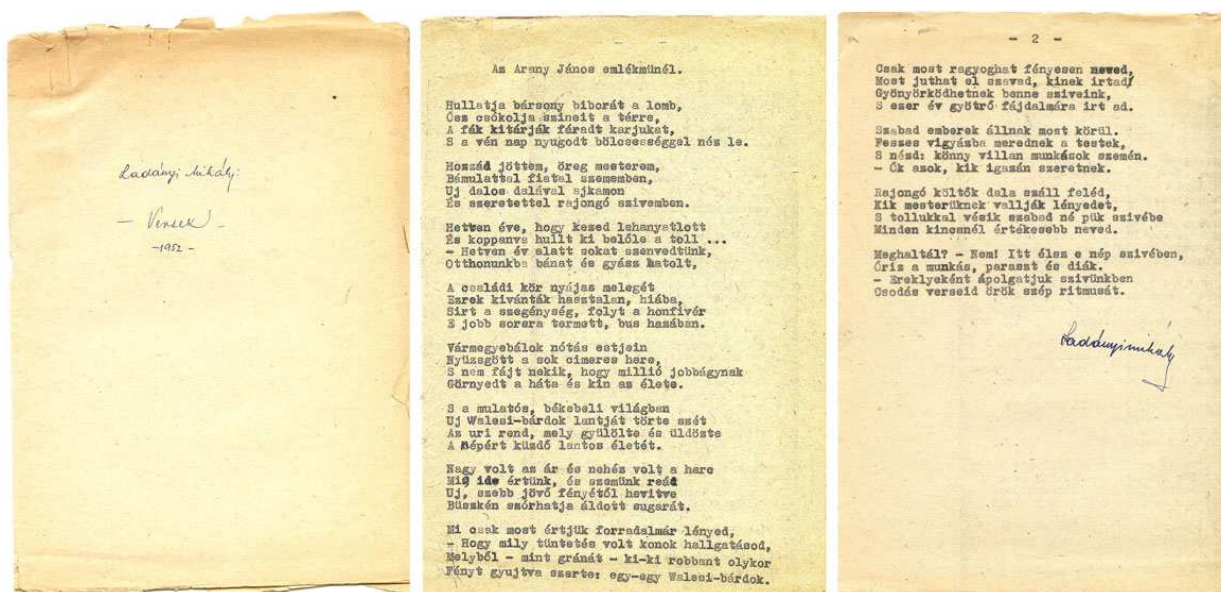 Ladányi Mihály:
- Versek -
-1952-
Az Arany János emlékmünél.
Hullatja bársony biborát a lomb,
Ősz csókolja szineit a térre,
A fák kitárják fáradt karjukat,
S a vén nap nyugodt bölcsességgel néz le.
Hozzád jöttem, öreg mesterem,
Bámulattal fiatal szememben,
Uj dalos dalával ajkamon
És szeretettel rajongó szivemben.
Hetven éve, hogy kezed lehanyatlott
És koppanva hullt ki belőle a toll ...
- Hetven év alatt sokat szenvedtünk,
Otthonunkba bánat és gyász hatolt,
A családi kör nyájas melegét
Ezrek kivánták hasztalan, hiába,
Sirt a szegénység, folyt a honfivér
E jobb sorsra termett, bus hazában.
Vármegyebálok nótás estjein
Nyüzsgött a sok cimeres here,
S nem fájt nekik, hogy millió jobbágynak
Görnyedt a háta és kin az élete.
S a mulatós, békebeli világban
Uj Walesi-bárdok lantját törte szét
Az uri rend, mely gyülölte és üldözte
A népért küzdő lantos életét.
Nagy volt az ár és nehéz volt a harc
Mig ide értünk, és szemünk reád
Uj, szebb jövő fényétől hevitve
Büszkén szórhatja áldott sugarát.
Mi csak most értjük forradalmár lényed,
- Hogy mily tüntetés volt konok hallgatásod,
Melyből - mint gránát - ki-ki robbant olykor
Fényt gyujtva szerte: egy-egy Walesi-bárdok.
- 2 -
Csak most ragyoghat fényesen neved,
Most juthat el szavad, kinek irtad!
Gyönyörködhetnek benne sziveink,
S ezer év gyötrő fájdalmára irt ad.
Szabad emberek állnak most körül.
Feszes vigyázba merednek a testek,
S nézd: könny villan munkások szemén.
- Ők azok, kik igazán szeretnek.
Rajongó költők dala száll feléd,
Kik mesterüknek vallják lényedet,
S tollukkal vésik szabad né pük szivébe
Minden kincsnél értékesebb neved.
Meghaltál? - Nem! Itt élsz e nép szivében,
Őriz a munkás, paraszt és diák.
- Ereklyeként ápolgatjuk szivünkben
Csodás verseid örök szép ritmusát.
Ladányi Mihály